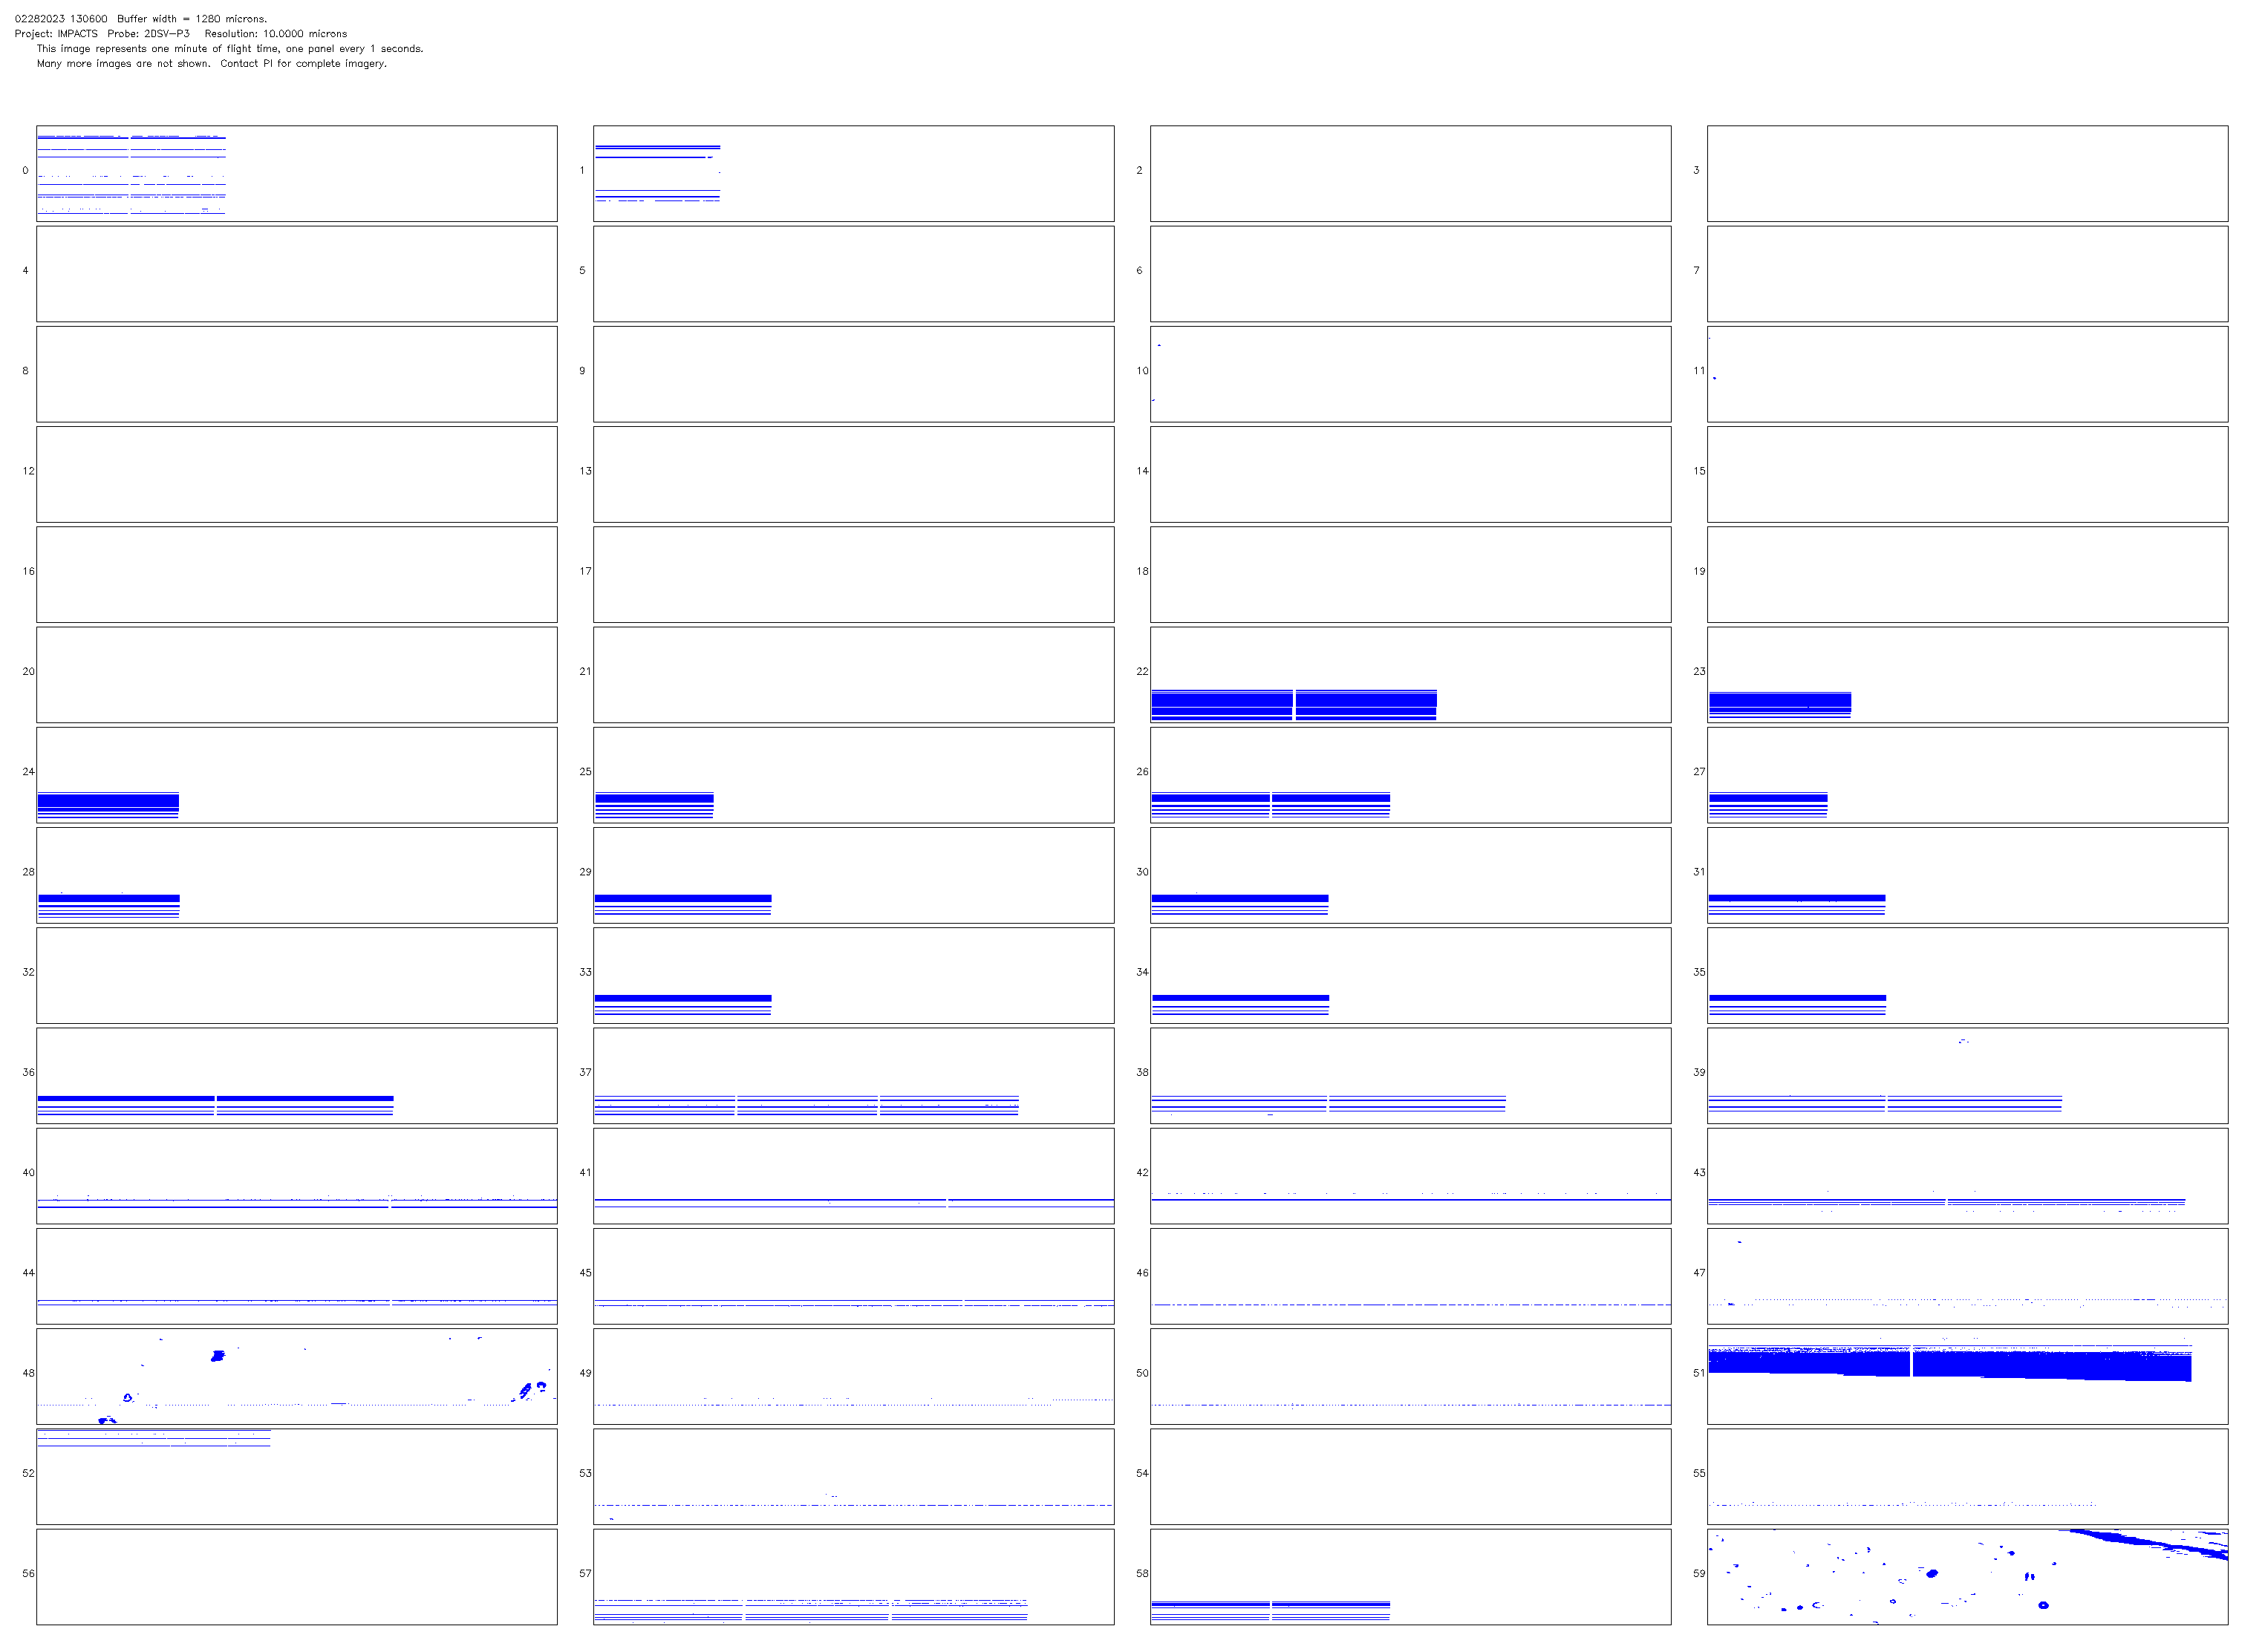 02282023 130600  Buffer width = 1280 microns.
Project: IMPACTS  Probe: 2DSV-P3   Resolution: 10.0000 microns
This image represents one minute of flight time, one panel every 1 seconds.
Many more images are not shown.  Contact PI for complete imagery.
0 1 2 3
4 5 6 7
8 9 10 11
12 13 14 15
16 17 18 19
20 21 22 23
24 25 26 27
28 29 30 31
32 33 34 35
36 37 38 39
40 41 42 43
44 45 46 47
48 49 50 51
52 53 54 55
56 57 58 59